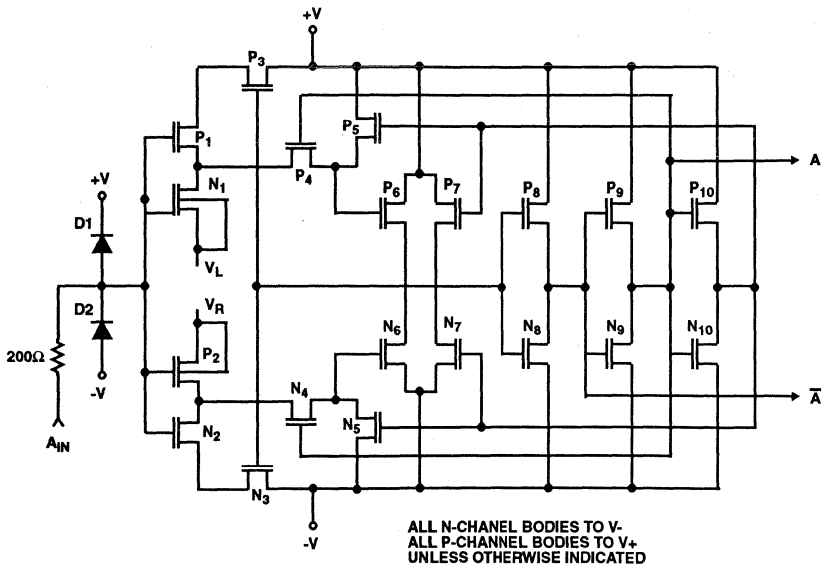 +V
P3
P1
P5
A
P4
N1
P6
P7
P8
P9
P10
+V
D1
VL
VR
D2
200Ω
P2
N6
N7
N8
N9
N10
-V
N4
AIN
N2
N5
A̅
N3
-V
ALL N-CHANEL BODIES TO V-
ALL P-CHANNEL BODIES TO V+
UNLESS OTHERWISE INDICATED